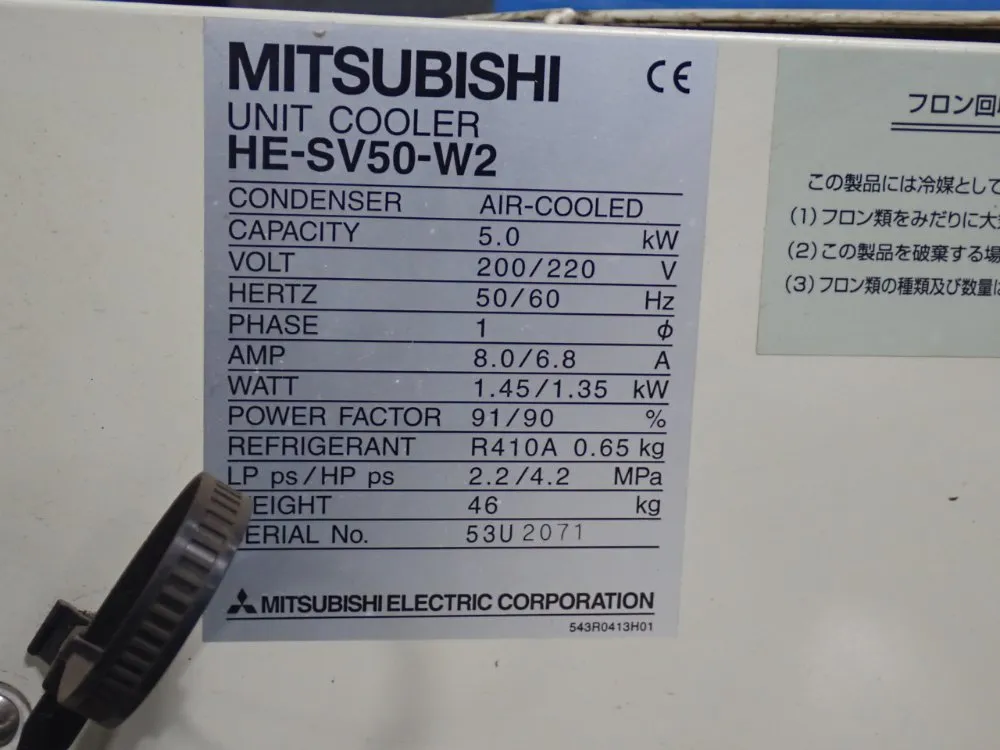 MITSUBISHI CE
UNIT COOLER
HE-SV50-W2
CONDENSER AIR-COOLED
CAPACITY 5.0 kW
VOLT 200/220 V
HERTZ 50/60 Hz
PHASE 1 ϕ
AMP 8.0/6.8 A
WATT 1.45/1.35 kW
POWER FACTOR 91/90 %
REFRIGERANT R410A 0.65 kg
LP ps/HP ps 2.2/4.2 MPa
EIGHT 46 kg
ERIAL No. 53U 2071
MITSUBISHI ELECTRIC CORPORATION
543R0413H01
フロン回
この製品には冷媒として
(1)フロン類をみだりに大
(2)この製品を破棄する場
(3)フロン類の種類及び数量は